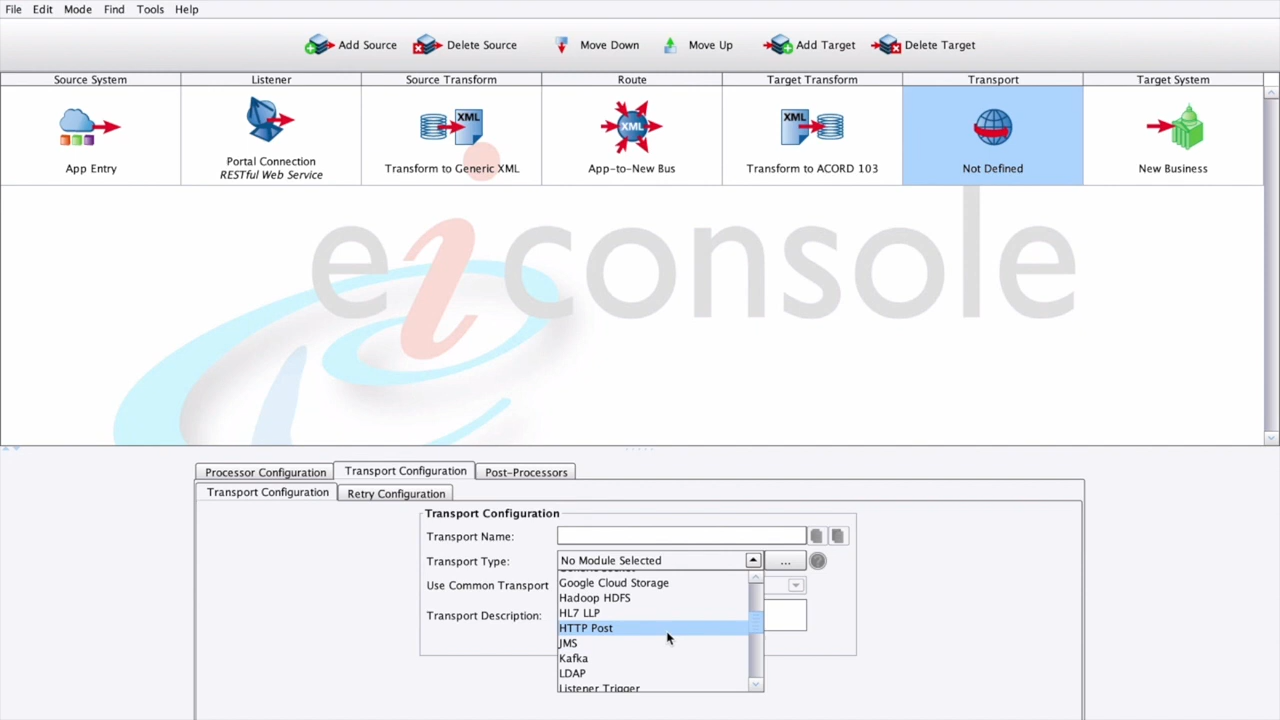 File Edit Mode Find Tools Help
Add Source Delete Source Move Down Move Up Add Target Delete Target
Source System Listener Source Transform Route Target Transform Transport Target System
XML XML XML
App Entry Portal Connection Transform to Generic XML App-to-New Bus Transform to ACORD 103 Not Defined New Business
RESTful Web Service
eiconsole
Processor Configuration Transport Configuration Post-Processors
Transport Configuration Retry Configuration
Transport Configuration
Transport Name:
Transport Type: No Module Selected ... ?
Use Common Transport
Transport Description:
Google Cloud Storage
Hadoop HDFS
HL7 LLP
HTTP Post
JMS
Kafka
LDAP
Listener Trigger